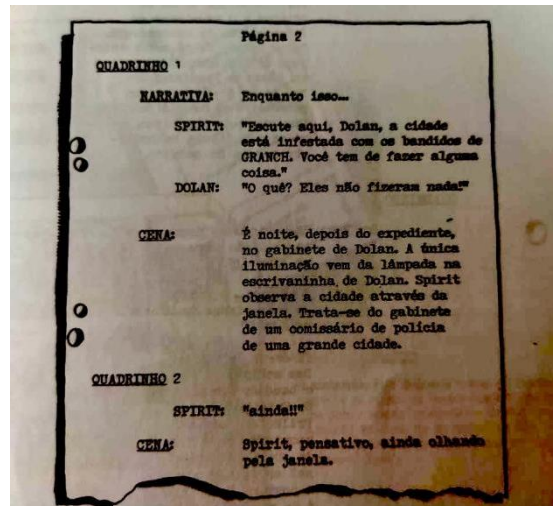 Página 2
QUADRINHO 1
NARRATIVA: Enquanto isso...
SPIRIT: "Escute aqui, Dolan, a cidade
está infestada com os bandidos de
GRANCH. Você tem de fazer alguma
coisa."
DOLAN: "O quê? Eles não fizeram nada!"
CENA: É noite, depois do expediente,
no gabinete de Dolan. A única
iluminação vem da lâmpada na
escrivaninha de Dolan. Spirit
observa a cidade através da
janela. Trata-se do gabinete
de um comissário de polícia
de uma grande cidade.
QUADRINHO 2
SPIRIT: "ainda!!"
CENA: Spirit, pensativo, ainda olhando
pela janela.